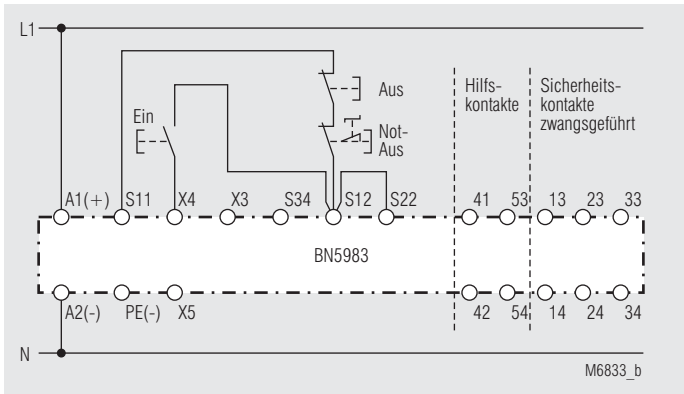 L1
Aus
Ein
Not-
Aus
Hilfs-
kontakte
Sicherheits-
kontakte
zwangsgeführt
A1(+) S11 X4 X3 S34 S12 S22 41 53 13 23 33
BN5983
A2(-) PE(-) X5 42 54 14 24 34
N
M6833_b